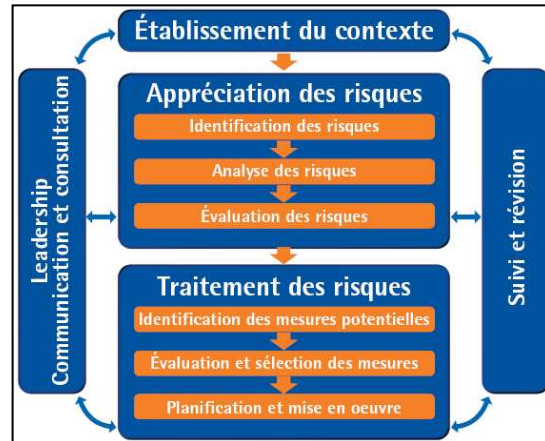 Établissement du contexte
Leadership
Communication et consultation
Appréciation des risques
Identification des risques
Analyse des risques
Évaluation des risques
Traitement des risques
Identification des mesures potentielles
Évaluation et sélection des mesures
Planification et mise en oeuvre
Suivi et révision